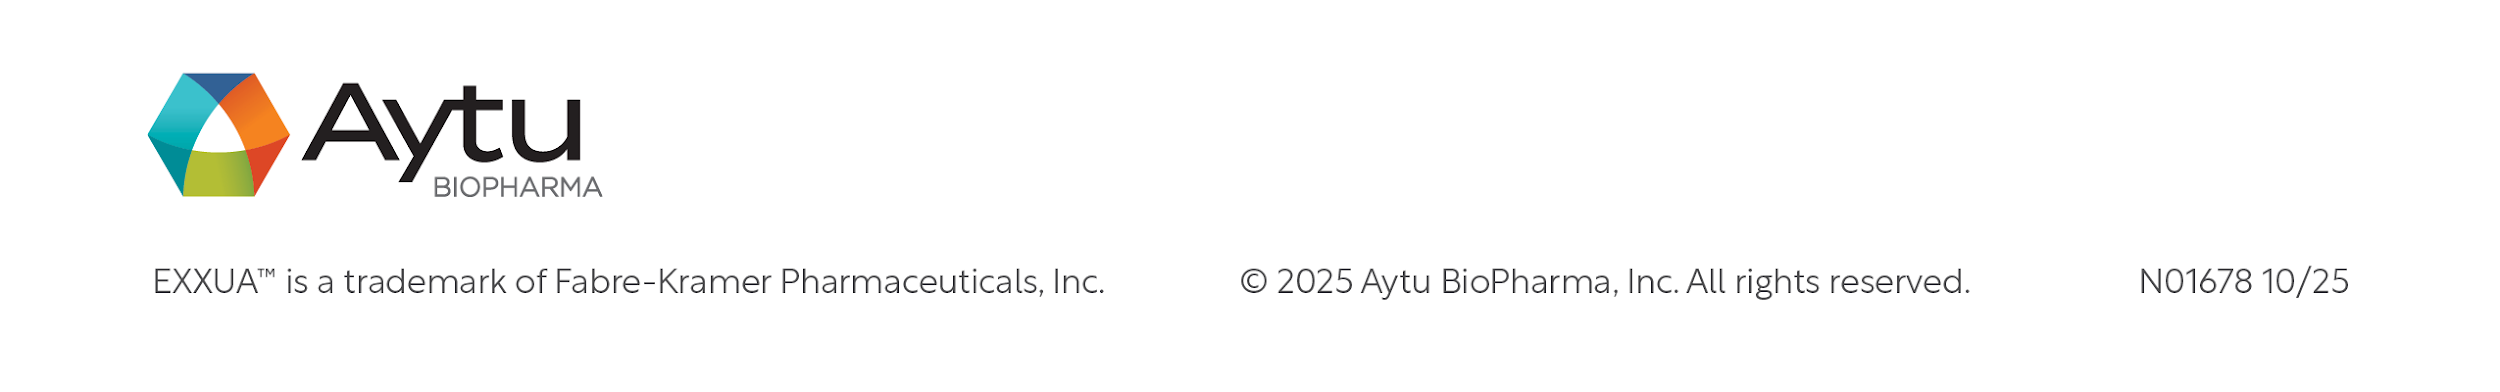 Aytu
BIOPHARMA
EXXUA™ is a trademark of Fabre-Kramer Pharmaceuticals, Inc. © 2025 Aytu BioPharma, Inc. All rights reserved. N01678 10/25